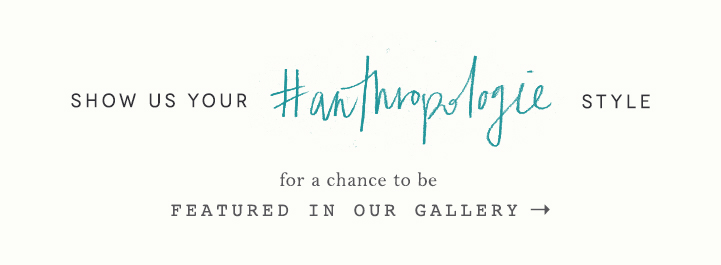 SHOW US YOUR #anthropologie STYLE
for a chance to be
FEATURED IN OUR GALLERY →